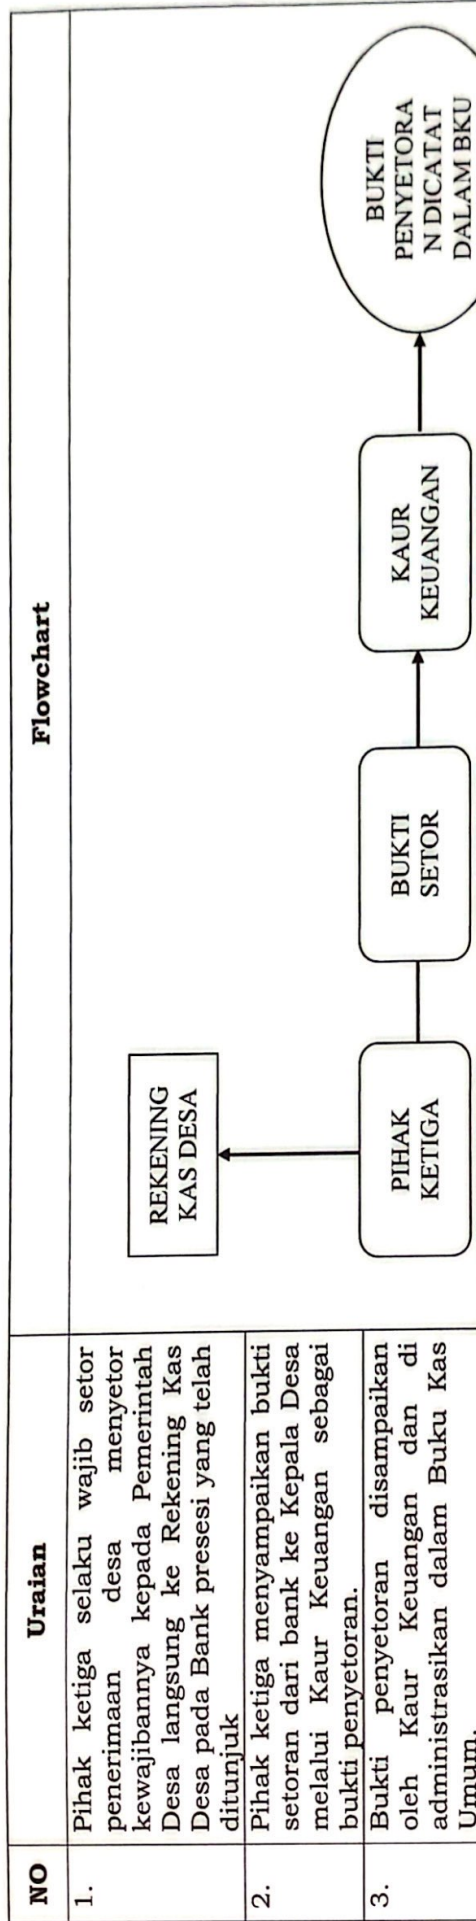 NO
Uraian
Flowchart
1.
Pihak ketiga selaku wajib setor
penerimaan desa menyetor
kewajibannya kepada Pemerintah
Desa langsung ke Rekening Kas
Desa pada Bank presesi yang telah
ditunjuk
2.
Pihak ketiga menyampaikan bukti
setoran dari bank ke Kepala Desa
melalui Kaur Keuangan sebagai
bukti penyetoran.
3.
Bukti penyetoran disampaikan
oleh Kaur Keuangan dan di
administrasikan dalam Buku Kas
Umum.
REKENING
KAS DESA
PIHAK
KETIGA
BUKTI
SETOR
KAUR
KEUANGAN
BUKTI
PENYETORA
N DICATAT
DALAM BKU